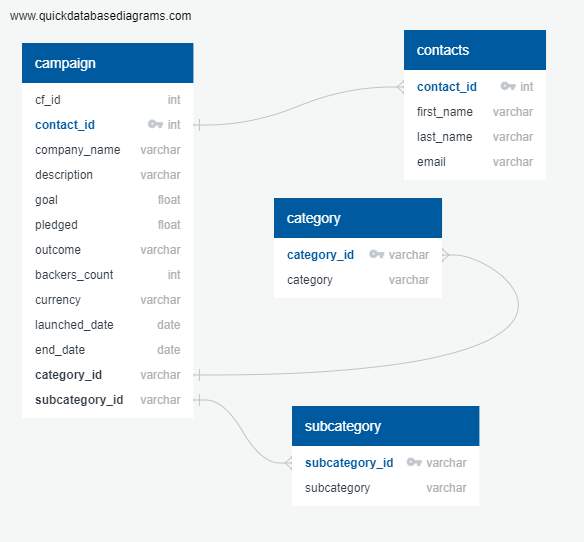 www.quickdatabasediagrams.com
campaign
cf_id int
contact_id int
company_name varchar
description varchar
goal float
pledged float
outcome varchar
backers_count int
currency varchar
launched_date date
end_date date
category_id varchar
subcategory_id varchar
contacts
contact_id int
first_name varchar
last_name varchar
email varchar
category
category_id varchar
category varchar
subcategory
subcategory_id varchar
subcategory varchar